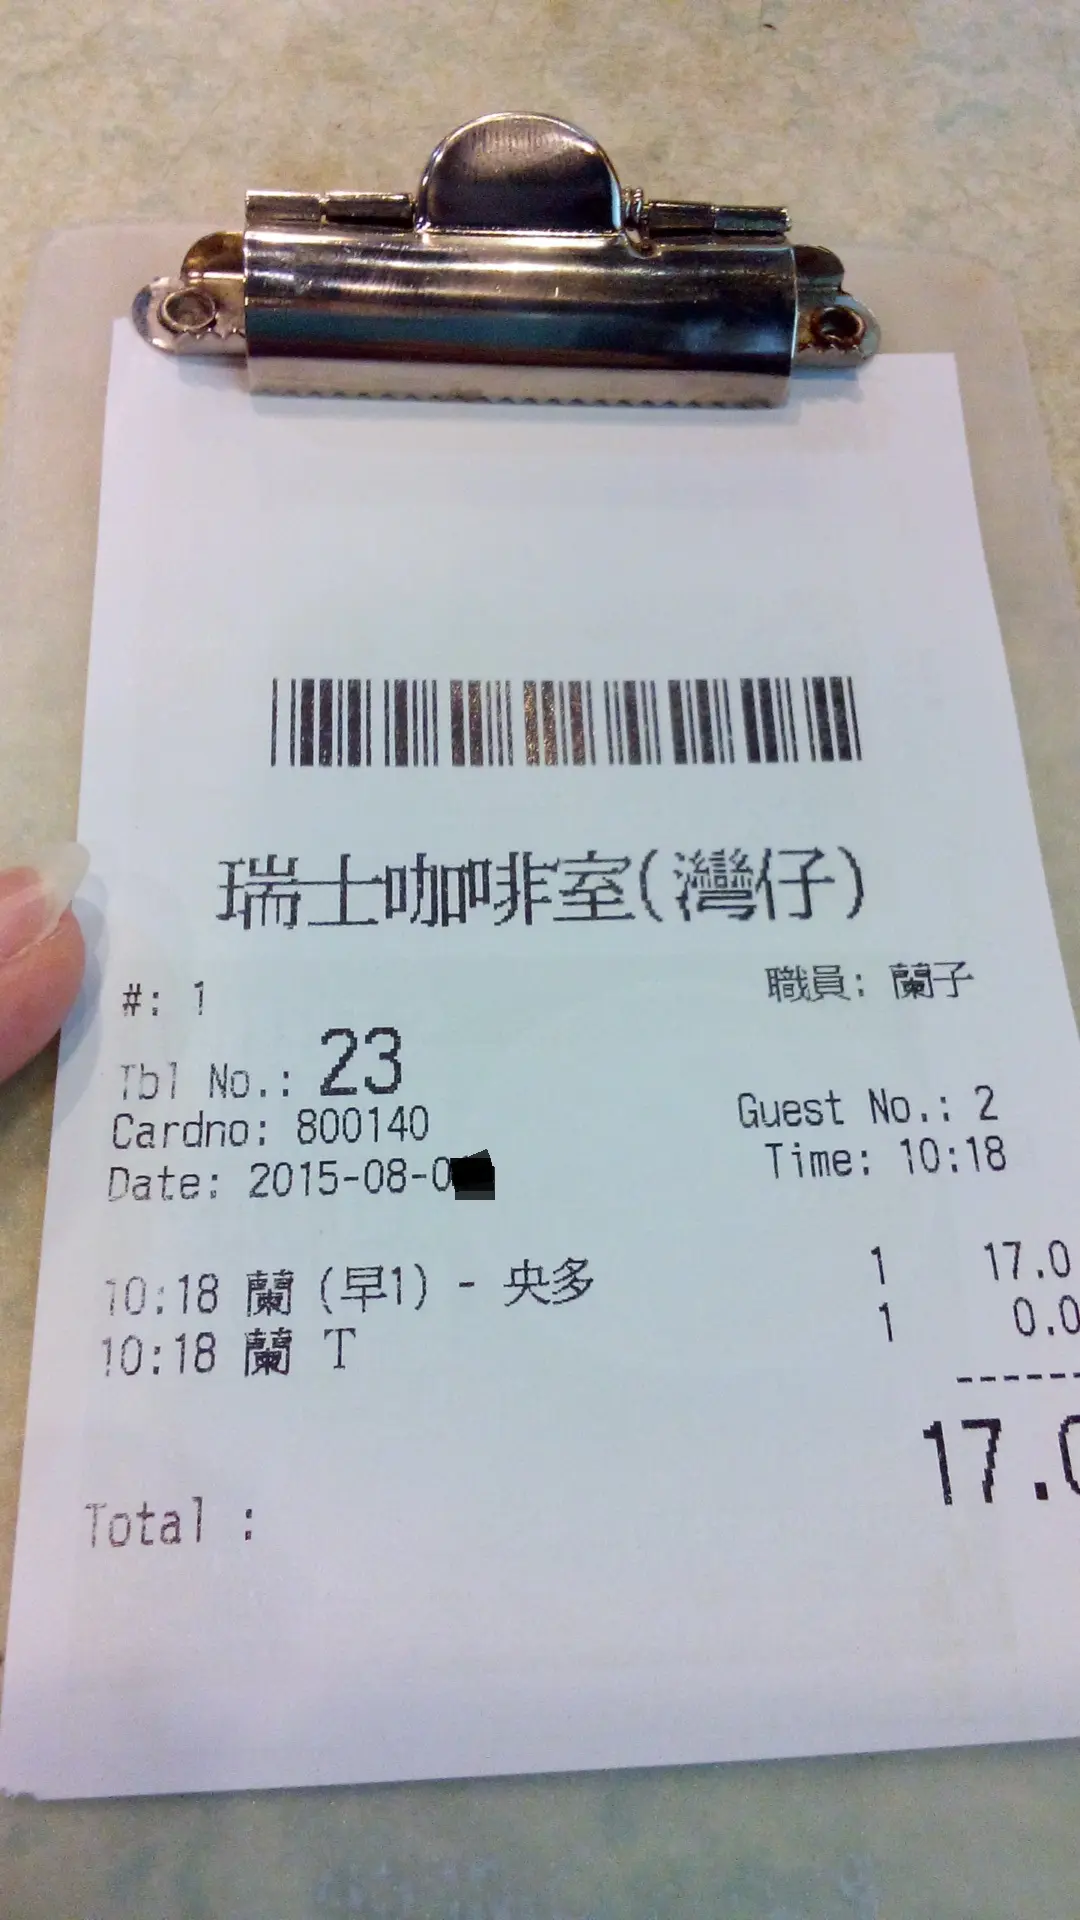 瑞士咖啡室(灣仔)
#: 1 職員: 蘭子
Tbl No.: 23
Cardno: 800140 Guest No.: 2
Date: 2015-08-0 Time: 10:18
10:18 蘭 (早1) - 央多 1 17.0
10:18 蘭 T 1 0.0
17.0
Total :